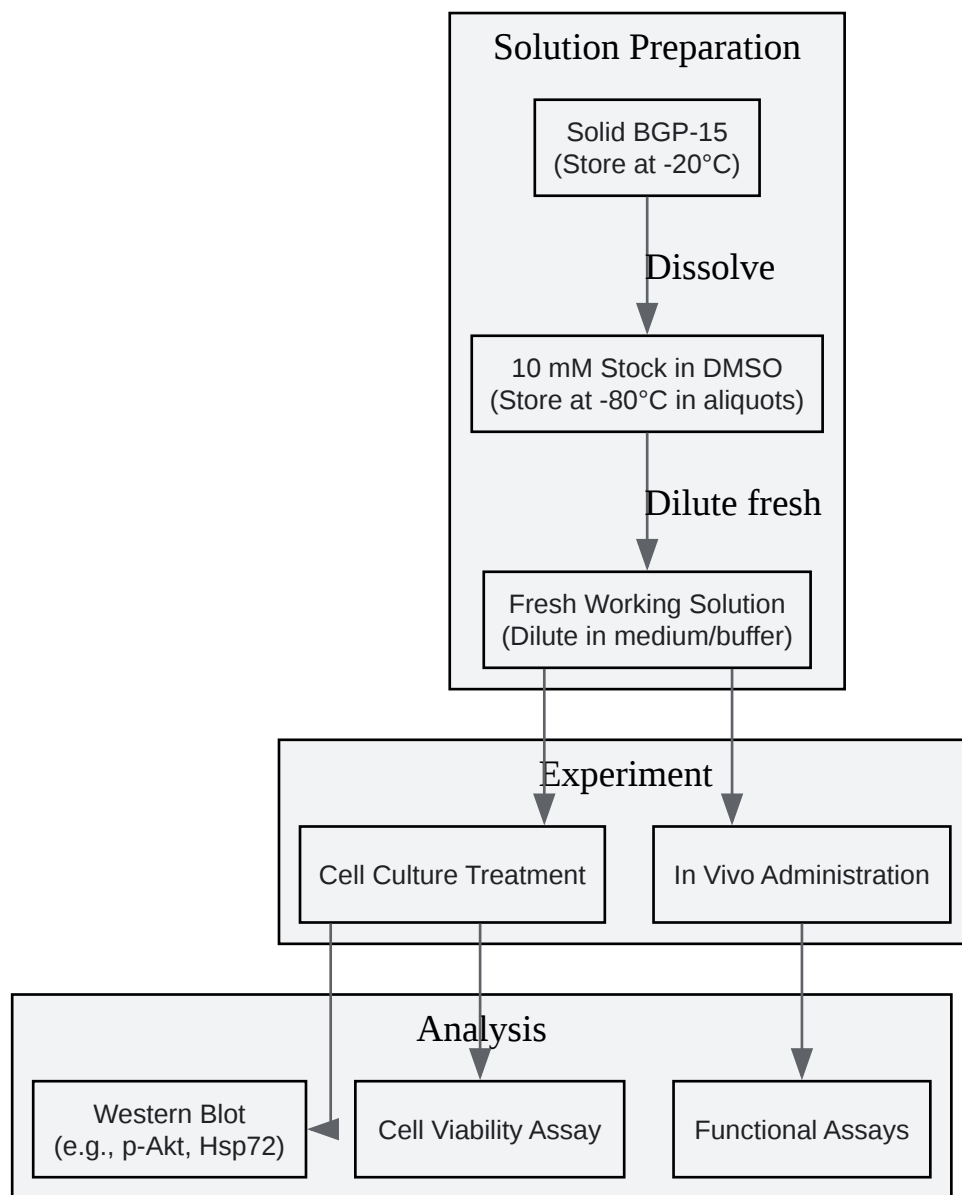 Solution Preparation
Solid BGP-15
(Store at -20°C)
Dissolve
10 mM Stock in DMSO
(Store at -80°C in aliquots)
Dilute fresh
Fresh Working Solution
(Dilute in medium/buffer)
Experiment
Cell Culture Treatment
In Vivo Administration
Analysis
Western Blot
(e.g., p-Akt, Hsp72)
Cell Viability Assay
Functional Assays